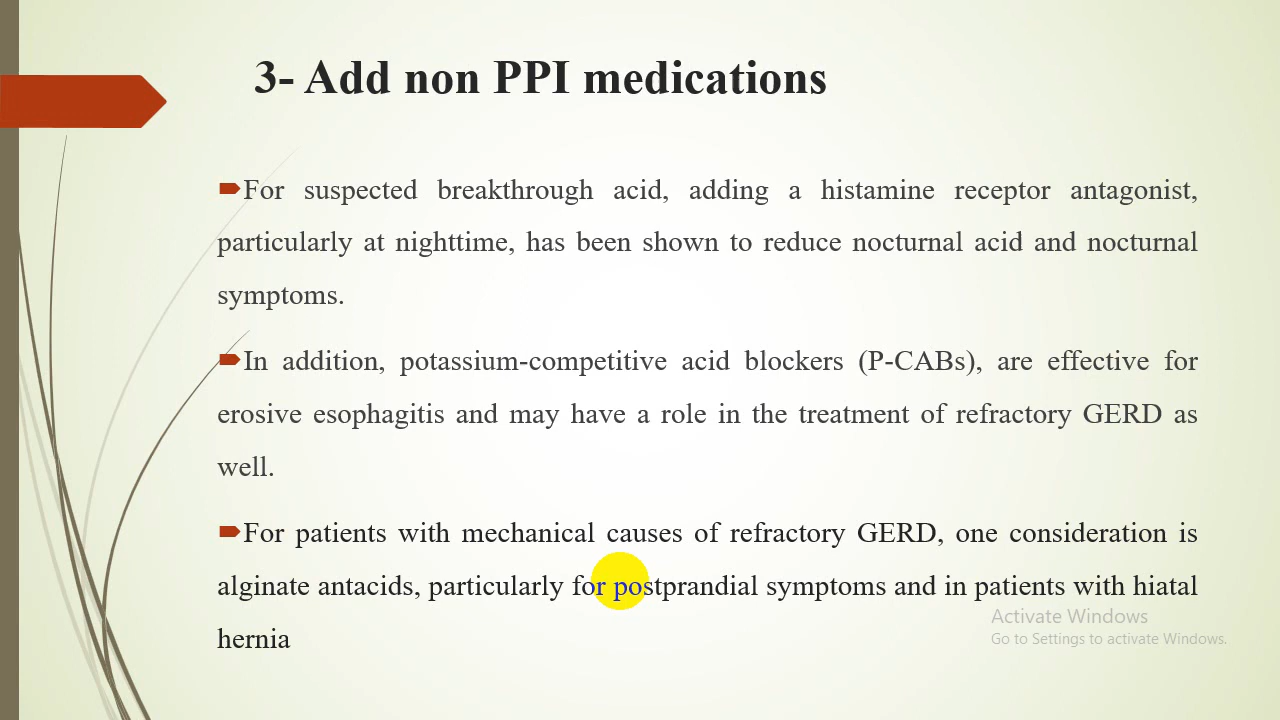 3- Add non PPI medications
For suspected breakthrough acid, adding a histamine receptor antagonist,
particularly at nighttime, has been shown to reduce nocturnal acid and nocturnal
symptoms.
In addition, potassium-competitive acid blockers (P-CABs), are effective for
erosive esophagitis and may have a role in the treatment of refractory GERD as
well.
For patients with mechanical causes of refractory GERD, one consideration is
alginate antacids, particularly for postprandial symptoms and in patients with hiatal
hernia
Activate Windows
Go to Settings to activate Windows.